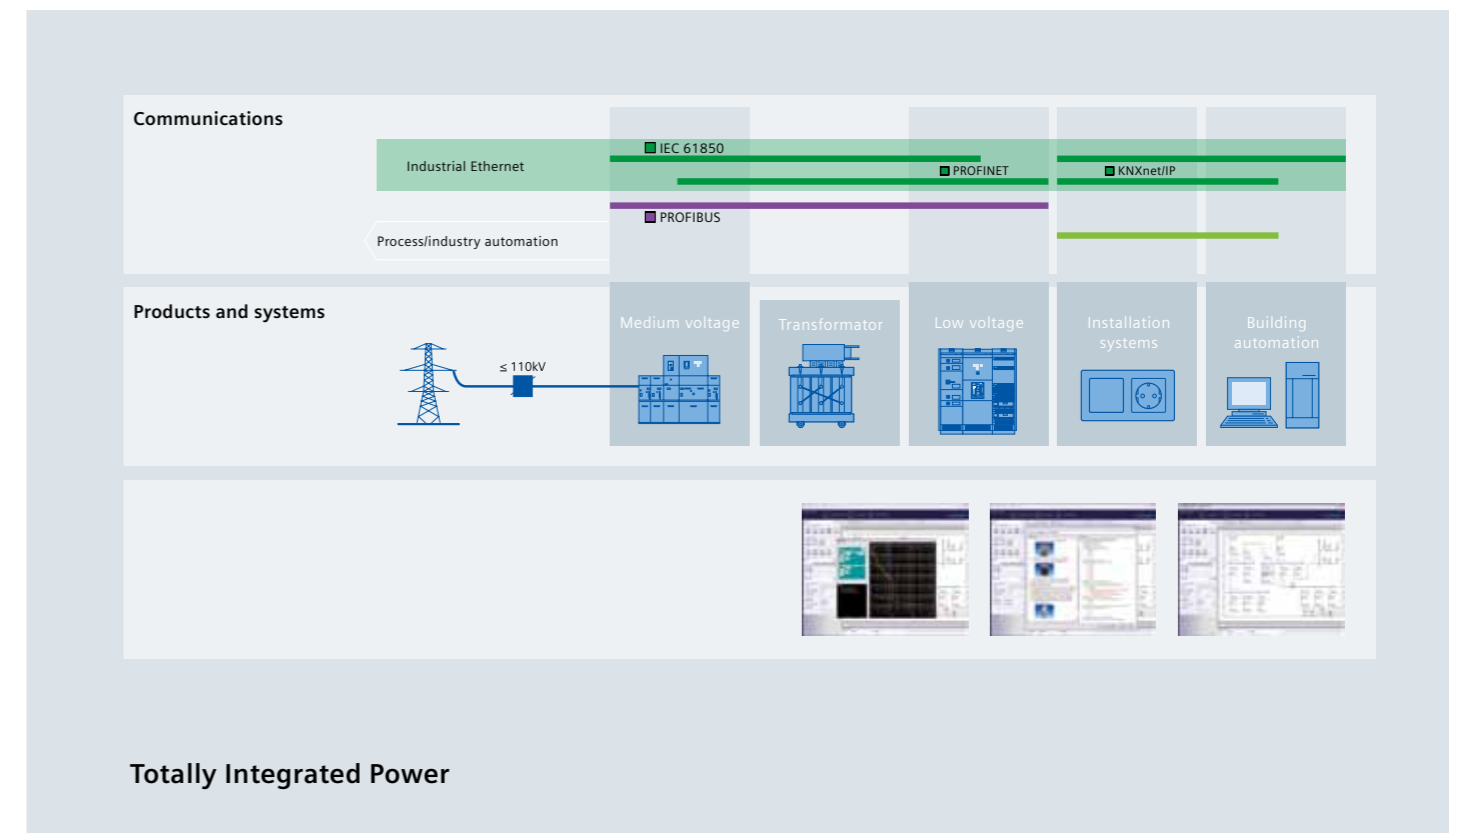 Communications
IEC 61850
Industrial Ethernet
PROFINET
KNXnet/IP
PROFIBUS
Process/industry automation
Products and systems
Medium voltage
Transformator
Low voltage
Installation
systems
Building
automation
≤ 110kV
Totally Integrated Power